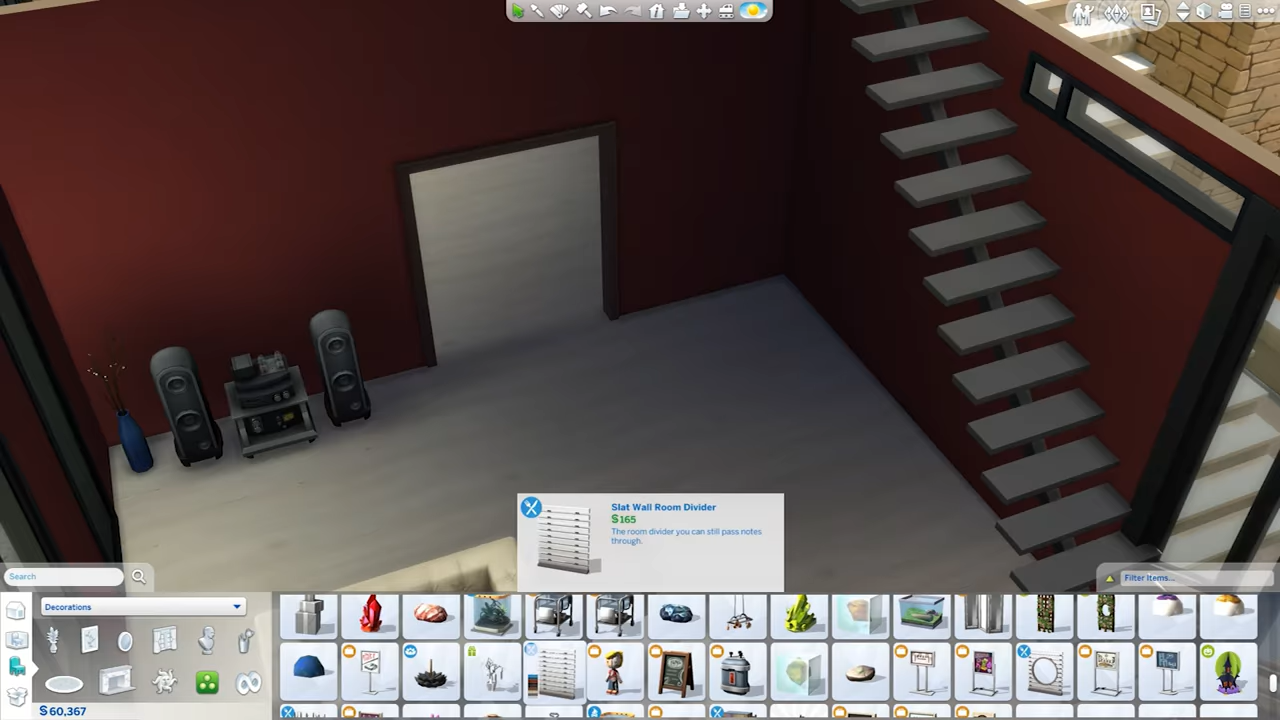 Slat Wall Room Divider
$165
The room divider you can still pass notes
through.
Search
Filter Items...
Decorations
$60,367